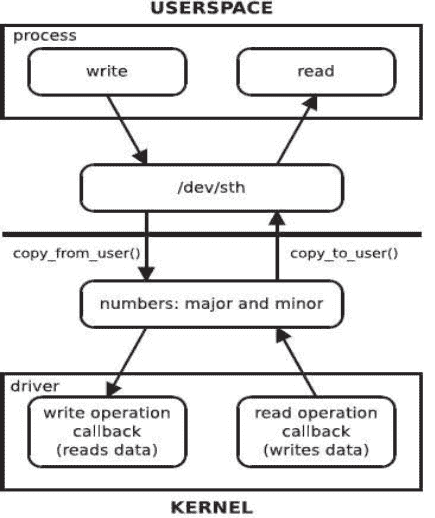 USERSPACE
process
write
read
/dev/sth
copy_from_user()
copy_to_user()
numbers: major and minor
driver
write operation
callback
(reads data)
read operation
callback
(writes data)
KERNEL